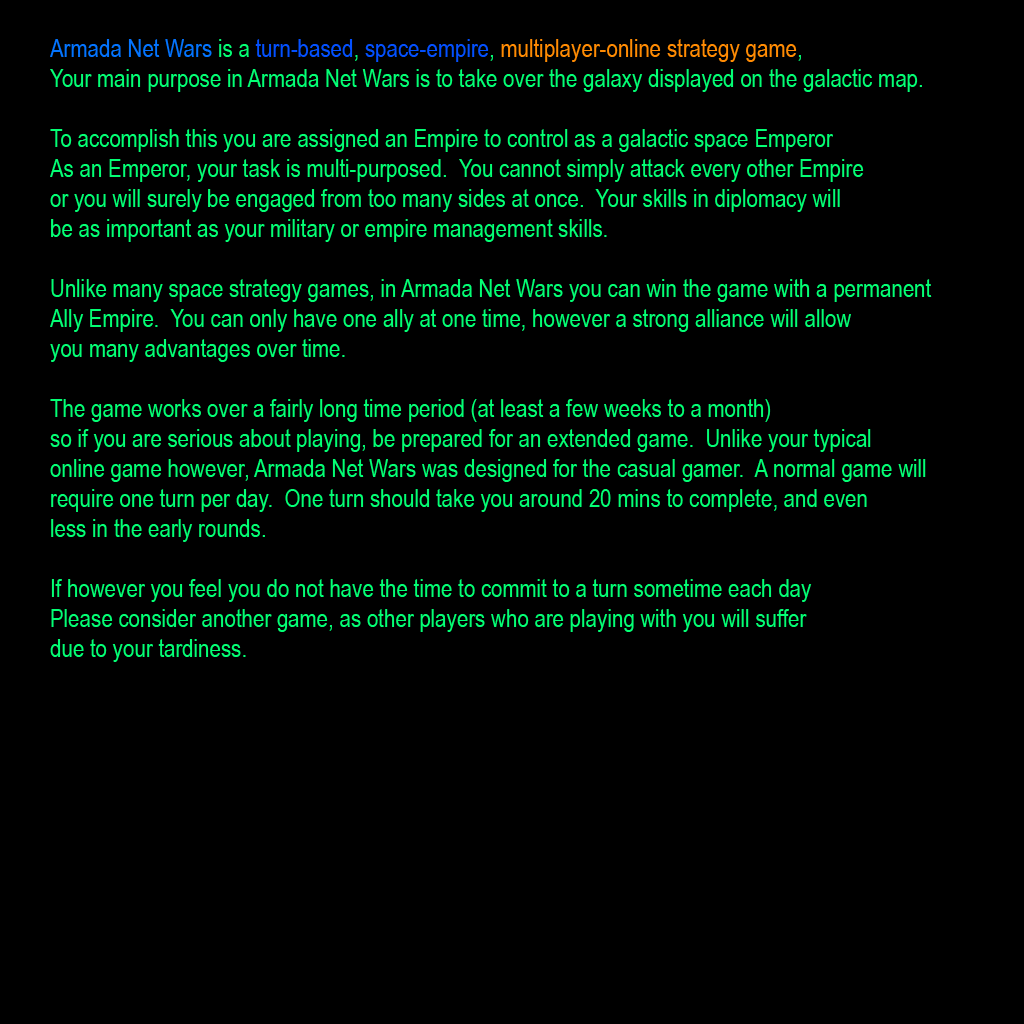 Armada Net Wars is a turn-based, space-empire, multiplayer-online strategy game,
Your main purpose in Armada Net Wars is to take over the galaxy displayed on the galactic map.
To accomplish this you are assigned an Empire to control as a galactic space Emperor
As an Emperor, your task is multi-purposed.  You cannot simply attack every other Empire
or you will surely be engaged from too many sides at once.  Your skills in diplomacy will
be as important as your military or empire management skills.
Unlike many space strategy games, in Armada Net Wars you can win the game with a permanent
Ally Empire.  You can only have one ally at one time, however a strong alliance will allow
you many advantages over time.
The game works over a fairly long time period (at least a few weeks to a month)
so if you are serious about playing, be prepared for an extended game.  Unlike your typical
online game however, Armada Net Wars was designed for the casual gamer.  A normal game will
require one turn per day.  One turn should take you around 20 mins to complete, and even
less in the early rounds.
If however you feel you do not have the time to commit to a turn sometime each day
Please consider another game, as other players who are playing with you will suffer
due to your tardiness.